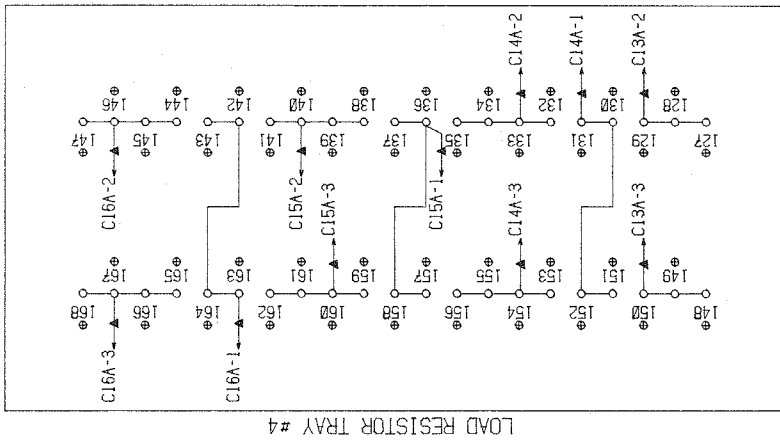 LOAD RESISTOR TRAY #4
C16A-1
C16A-3
148 150 152 154 156 158 160 162 164 166 168
149 151 153 155 157 159 161 163 165 167
C13A-3
C14A-3
C15A-3
C15A-1
C15A-2
C16A-2
127 129 131 133 135 137 139 141 143 145 147
128 130 132 134 136 138 140 142 144 146
C13A-2
C14A-1
C14A-2